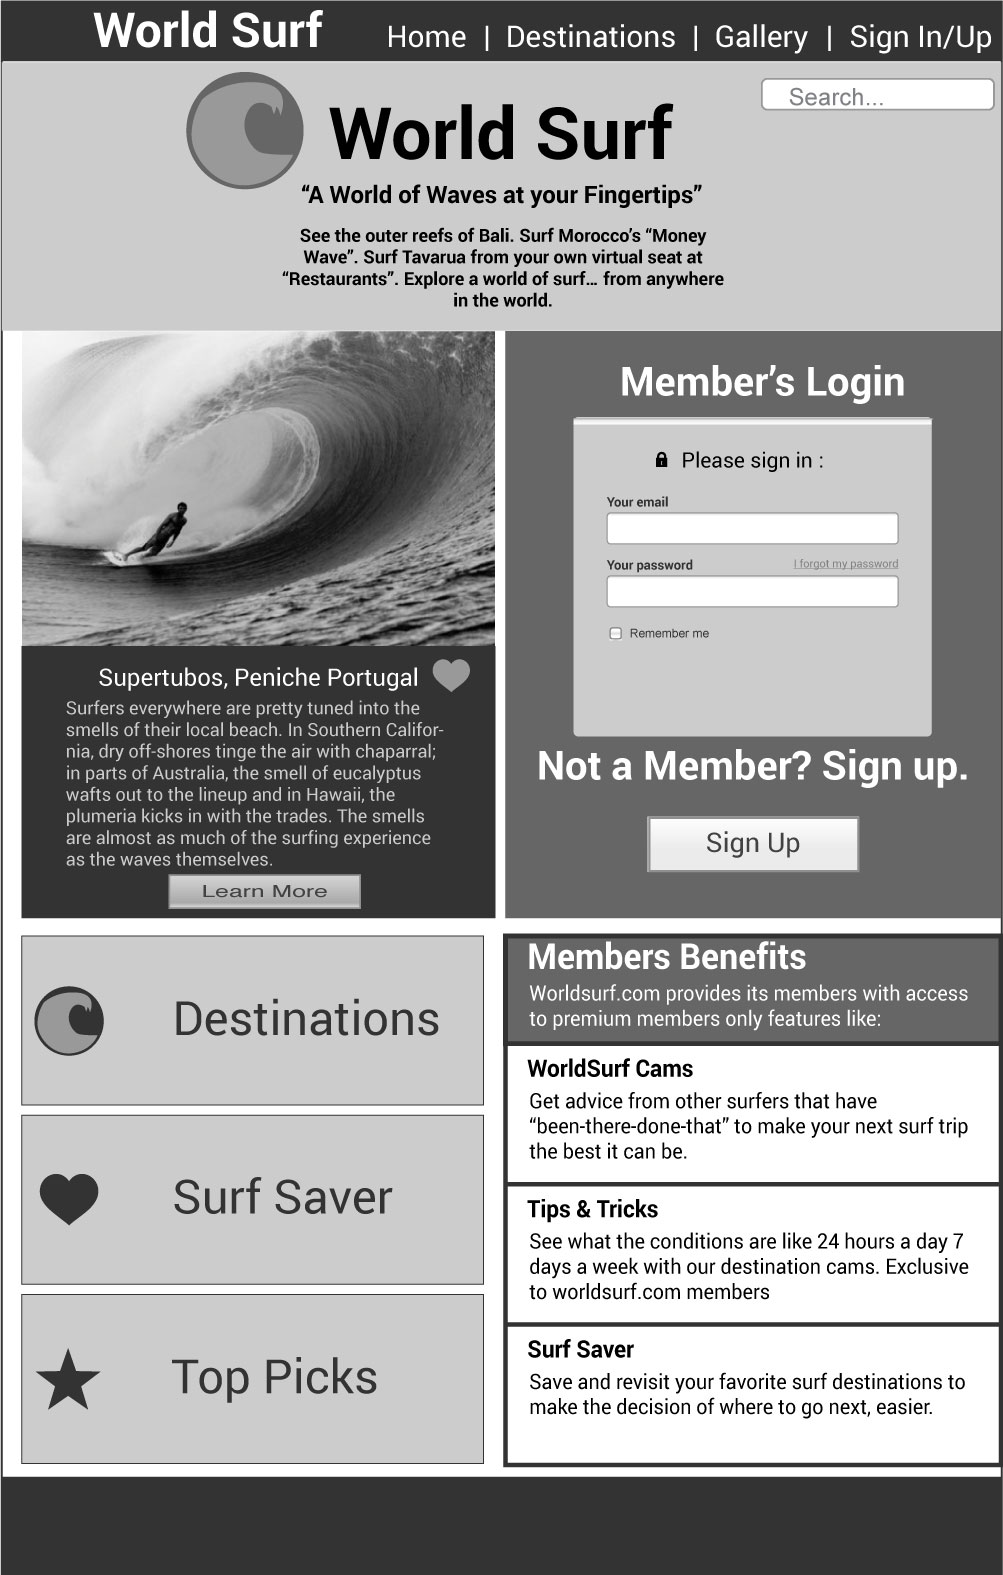 World Surf
Home | Destinations | Gallery | Sign In/Up
Search...
World Surf
“A World of Waves at your Fingertips”
See the outer reefs of Bali. Surf Morocco’s “Money
Wave”. Surf Tavarua from your own virtual seat at
“Restaurants”. Explore a world of surf... from anywhere
in the world.
Supertubos, Peniche Portugal
Surfers everywhere are pretty tuned into the
smells of their local beach. In Southern Califor-
nia, dry off-shores tinge the air with chaparral;
in parts of Australia, the smell of eucalyptus
wafts out to the lineup and in Hawaii, the
plumeria kicks in with the trades. The smells
are almost as much of the surfing experience
as the waves themselves.
Learn More
Member’s Login
Please sign in :
Your email
Your password
I forgot my password
Remember me
Not a Member? Sign up.
Sign Up
Destinations
Surf Saver
Top Picks
Members Benefits
Worldsurf.com provides its members with access
to premium members only features like:
WorldSurf Cams
Get advice from other surfers that have
“been-there-done-that” to make your next surf trip
the best it can be.
Tips & Tricks
See what the conditions are like 24 hours a day 7
days a week with our destination cams. Exclusive
to worldsurf.com members
Surf Saver
Save and revisit your favorite surf destinations to
make the decision of where to go next, easier.